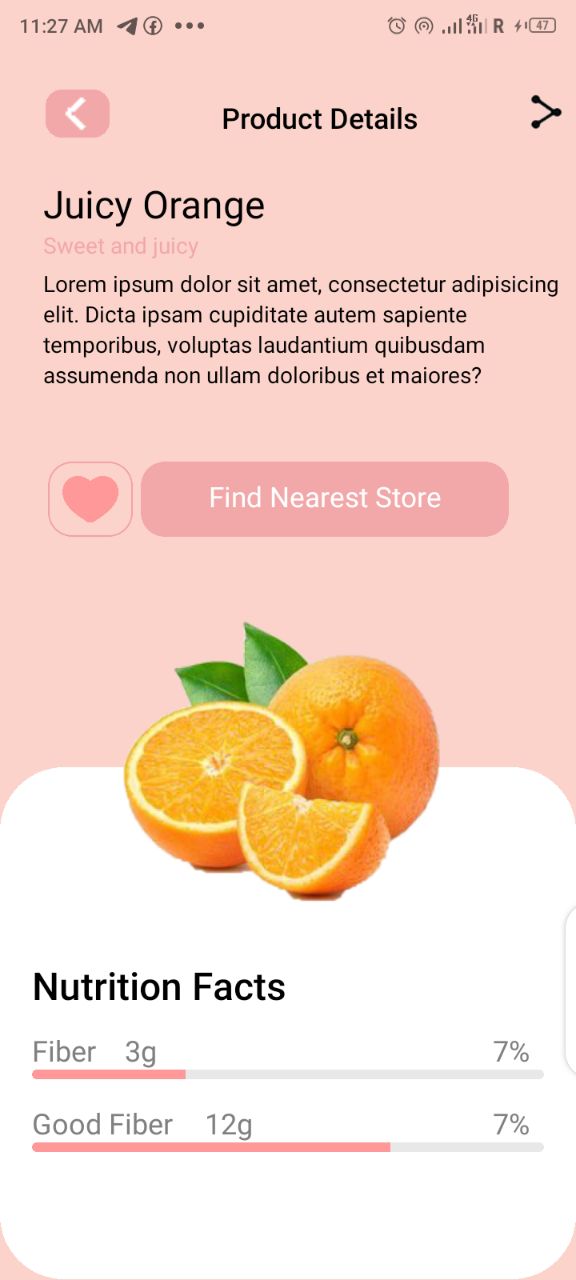 11:27 AM
4G
R
47
Product Details
Juicy Orange
Sweet and juicy
Lorem ipsum dolor sit amet, consectetur adipisicing
elit. Dicta ipsam cupiditate autem sapiente
temporibus, voluptas laudantium quibusdam
assumenda non ullam doloribus et maiores?
Find Nearest Store
Nutrition Facts
Fiber 3g 7%
Good Fiber 12g 7%